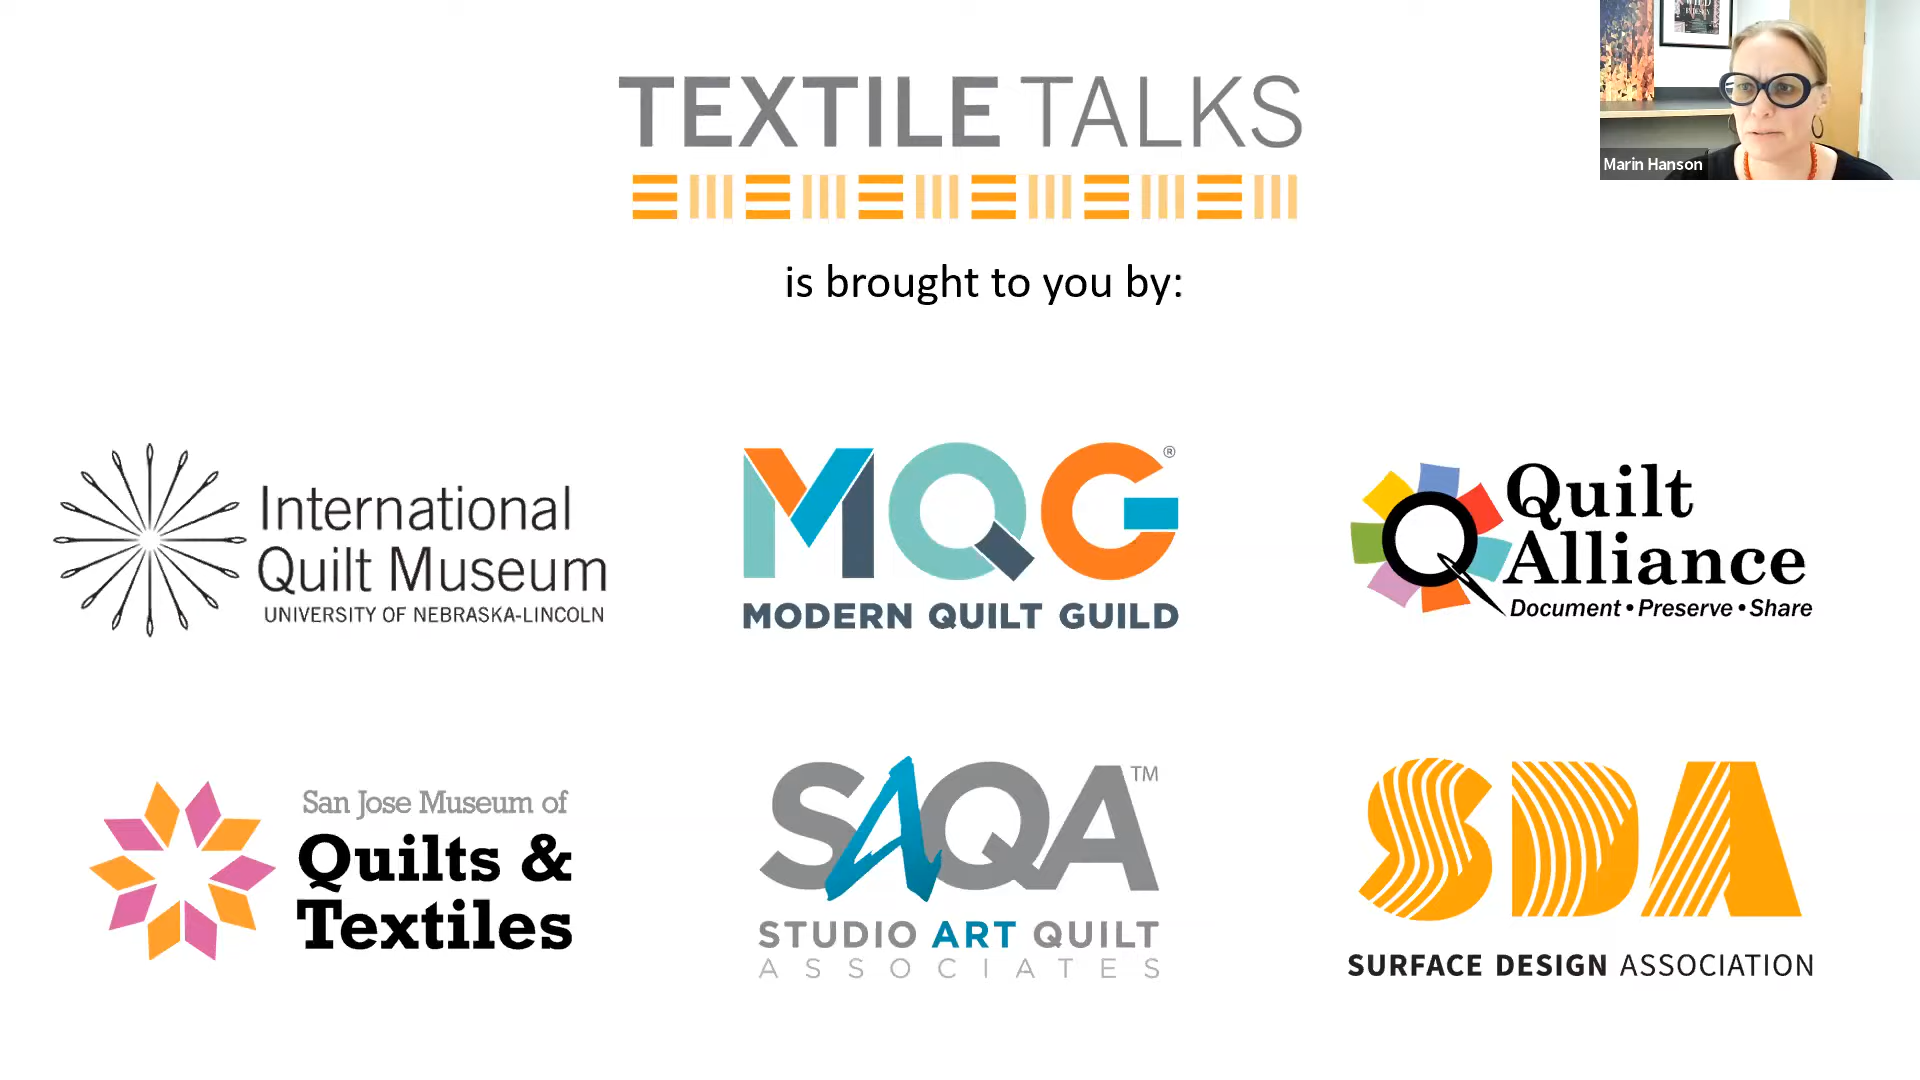 TEXTILE TALKS
is brought to you by:
Marin Hanson
International
Quilt Museum
UNIVERSITY OF NEBRASKA-LINCOLN
MQG®
MODERN QUILT GUILD
Quilt
Alliance
Document • Preserve • Share
San Jose Museum of
Quilts &
Textiles
SAQA™
STUDIO ART QUILT
ASSOCIATES
SDA
SURFACE DESIGN ASSOCIATION